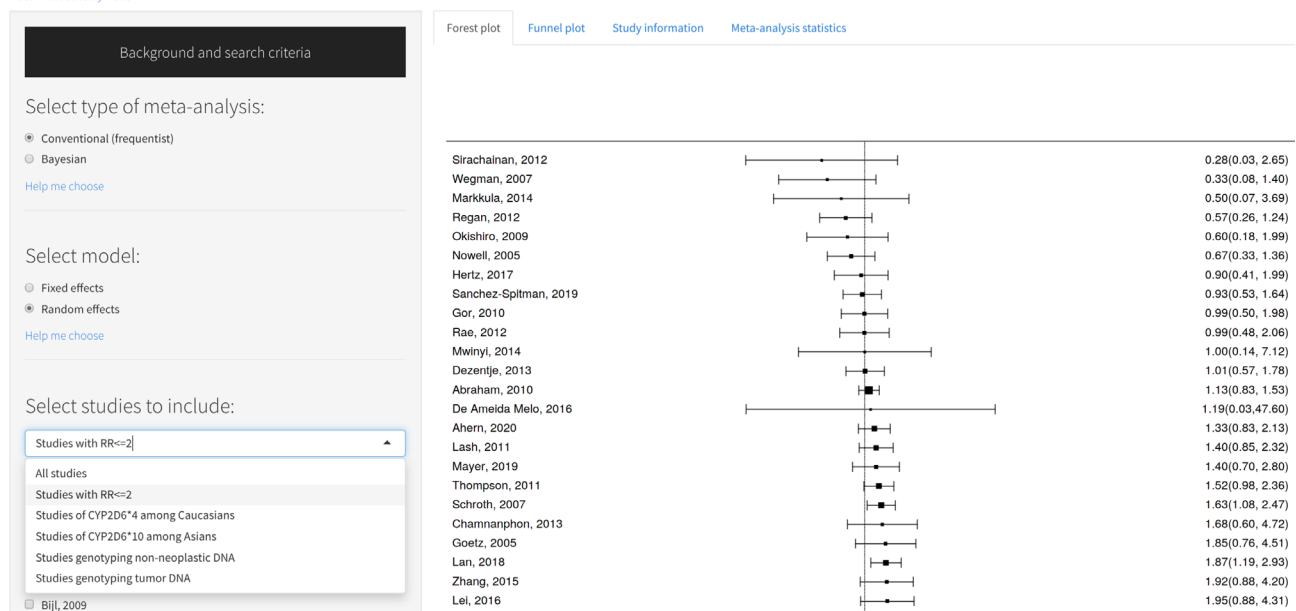 Background and search criteria
Select type of meta-analysis:
Conventional (frequentist)
Bayesian
Help me choose
Select model:
Fixed effects
Random effects
Help me choose
Select studies to include:
Studies with RR<=2
All studies
Studies with RR<=2
Studies of CYP2D6*4 among Caucasians
Studies of CYP2D6*10 among Asians
Studies genotyping non-neoplastic DNA
Studies genotyping tumor DNA
Bijl, 2009
Forest plot Funnel plot Study information Meta-analysis statistics
Sirachainan, 2012 0.28(0.03, 2.65)
Wegman, 2007 0.33(0.08, 1.40)
Markkula, 2014 0.50(0.07, 3.69)
Regan, 2012 0.57(0.26, 1.24)
Okishiro, 2009 0.60(0.18, 1.99)
Nowell, 2005 0.67(0.33, 1.36)
Hertz, 2017 0.90(0.41, 1.99)
Sanchez-Spitman, 2019 0.93(0.53, 1.64)
Gor, 2010 0.99(0.50, 1.98)
Rae, 2012 0.99(0.48, 2.06)
Mwinyi, 2014 1.00(0.14, 7.12)
Dezentje, 2013 1.01(0.57, 1.78)
Abraham, 2010 1.13(0.83, 1.53)
De Ameida Melo, 2016 1.19(0.03,47.60)
Ahern, 2020 1.33(0.83, 2.13)
Lash, 2011 1.40(0.85, 2.32)
Mayer, 2019 1.40(0.70, 2.80)
Thompson, 2011 1.52(0.98, 2.36)
Schroth, 2007 1.63(1.08, 2.47)
Chamnanphon, 2013 1.68(0.60, 4.72)
Goetz, 2005 1.85(0.76, 4.51)
Lan, 2018 1.87(1.19, 2.93)
Zhang, 2015 1.92(0.88, 4.20)
Lei, 2016 1.95(0.88, 4.31)